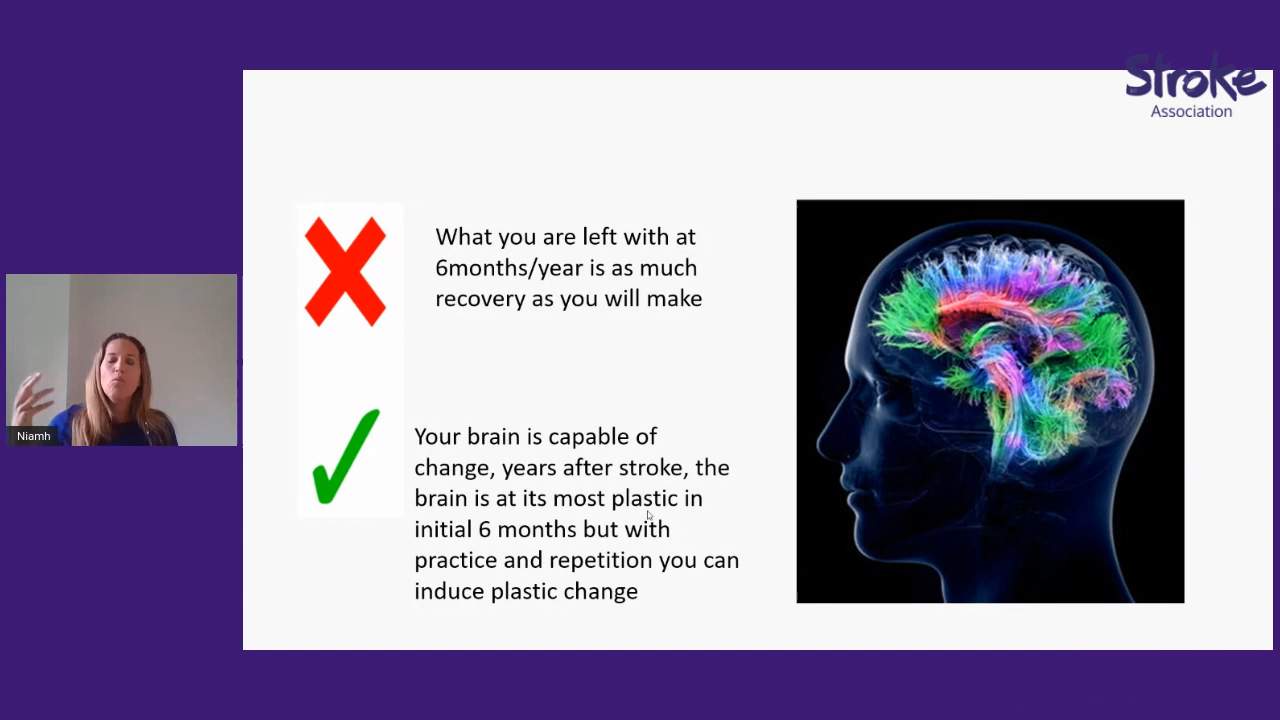 Stroke
Association
What you are left with at
6months/year is as much
recovery as you will make
Niamh
Your brain is capable of
change, years after stroke, the
brain is at its most plastic in
initial 6 months but with
practice and repetition you can
induce plastic change